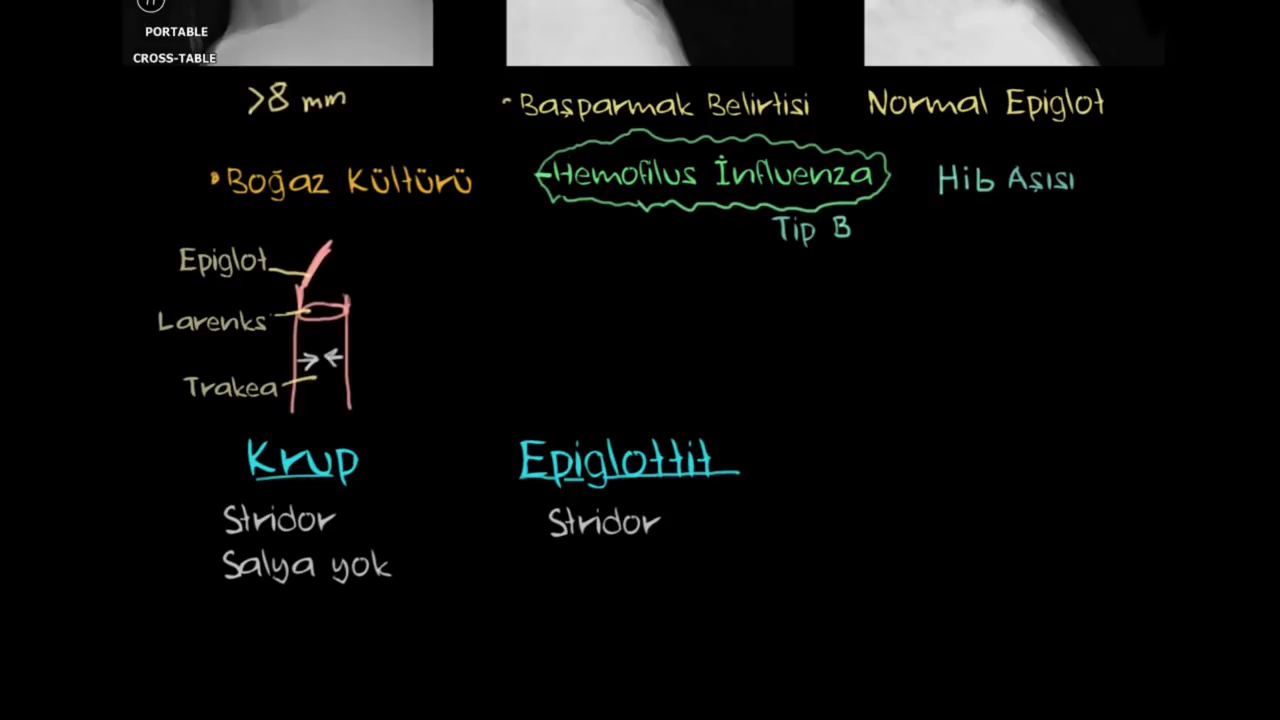 PORTABLE
CROSS-TABLE
>8 mm
- Başparmak Belirtisi
Normal Epiglot
• Boğaz Kültürü
-Hemofilus İnfluenza
Hib Aşısı
Tip B
Epiglot
Larenks
Trakea
Krup
Epiglottit
Stridor
Stridor
Salya yok